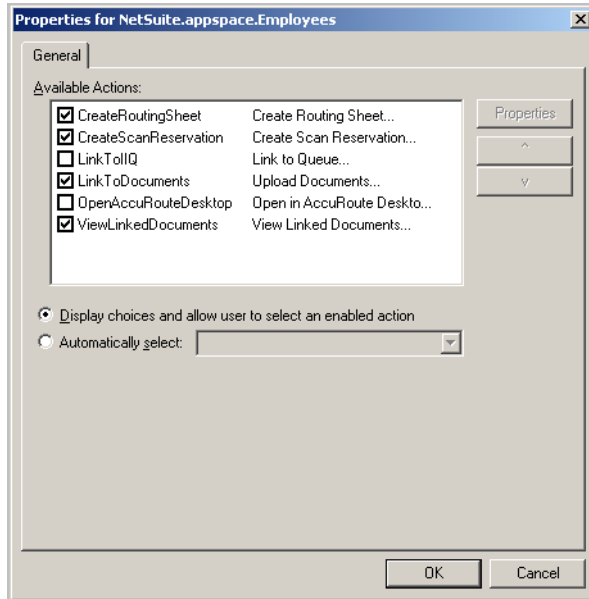 Properties for NetSuite.appspace.Employees
General
Available Actions:
CreateRoutingSheet Create Routing Sheet...
CreateScanReservation Create Scan Reservation...
LinkToIIQ Link to Queue...
LinkToDocuments Upload Documents...
OpenAccuRouteDesktop Open in AccuRoute Deskto...
ViewLinkedDocuments View Linked Documents...
Properties
^
v
Display choices and allow user to select an enabled action
Automatically select:
OK Cancel